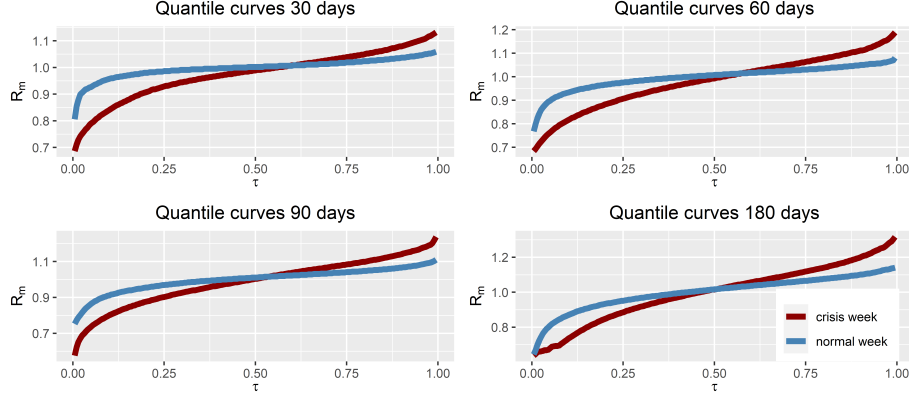 Quantile curves 30 days
Quantile curves 60 days
R_m
1.1
1.0
0.9
0.8
0.7
0.00 0.25 0.50 0.75 1.00
τ
R_m
1.2
1.1
1.0
0.9
0.8
0.7
0.00 0.25 0.50 0.75 1.00
τ
Quantile curves 90 days
Quantile curves 180 days
R_m
1.1
0.9
0.7
0.00 0.25 0.50 0.75 1.00
τ
R_m
1.2
1.0
0.8
0.00 0.25 0.50 0.75 1.00
τ
crisis week
normal week